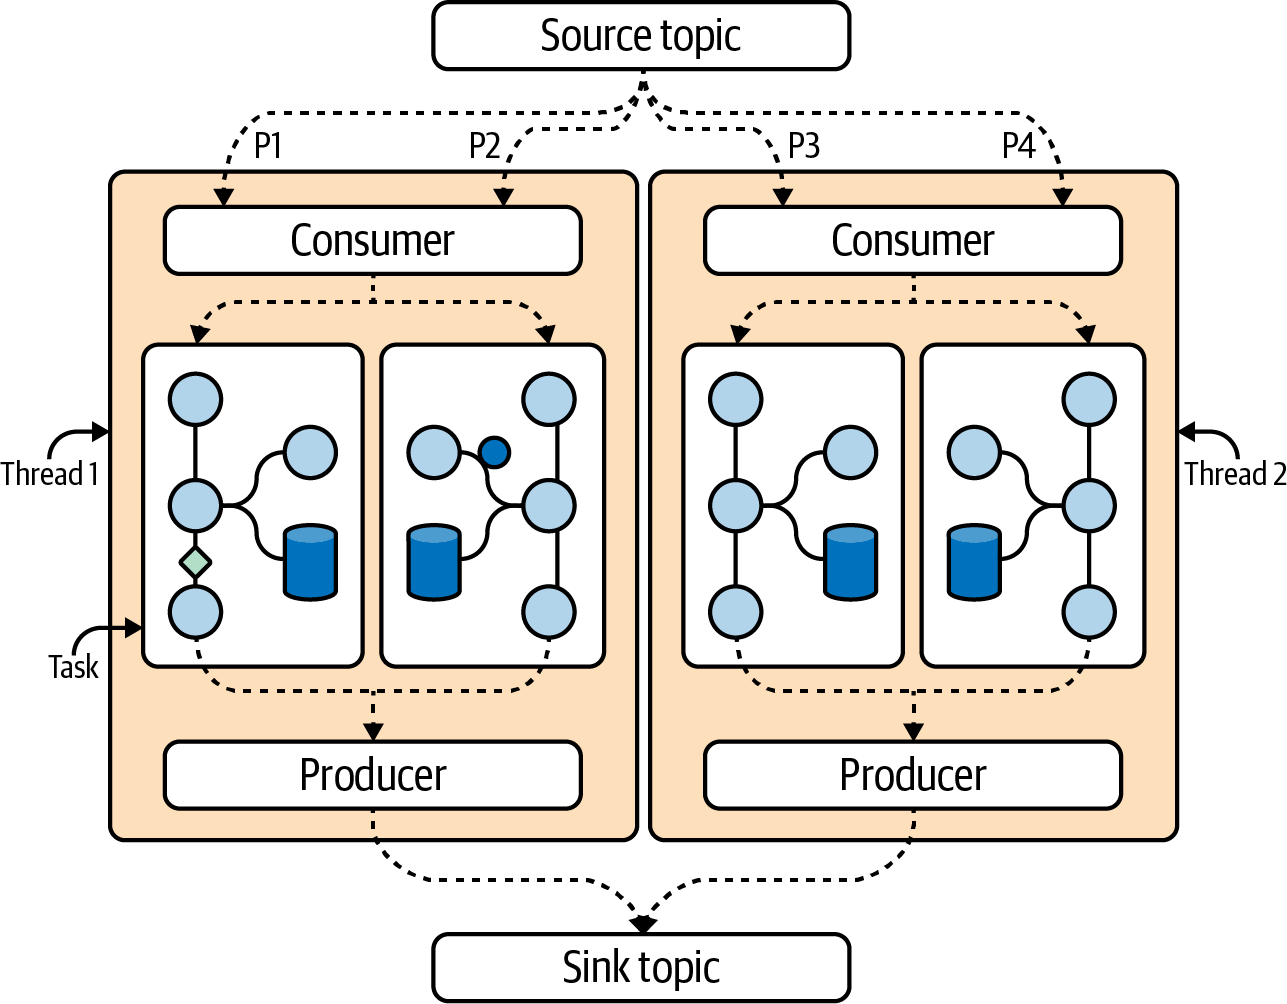 Source topic
P1
P2
P3
P4
Consumer
Consumer
Thread 1
Thread 2
Task
Producer
Producer
Sink topic